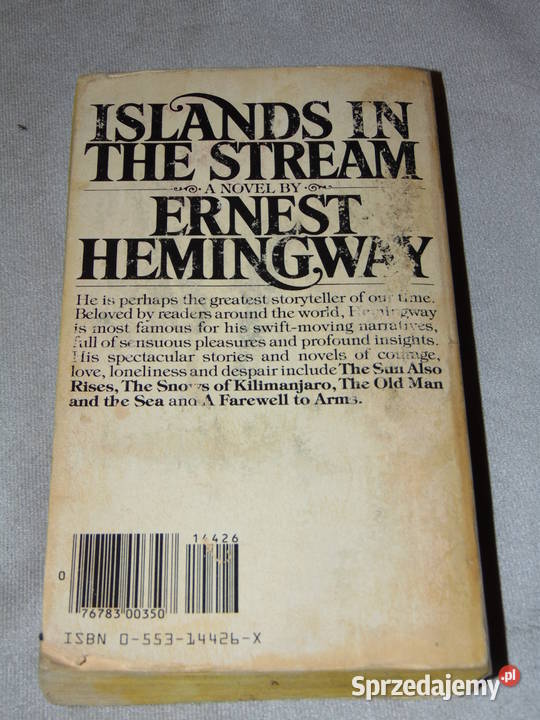 ISLANDS IN
THE STREAM
A NOVEL BY
ERNEST
HEMINGWAY
He is perhaps the greatest storyteller of our time.
Beloved by readers around the world, Hemingway
is most famous for his swift-moving narratives,
full of sensuous pleasures and profound insights.
His spectacular stories and novels of courage,
love, loneliness and despair include The Sun Also
Rises, The Snows of Kilimanjaro, The Old Man
and the Sea and A Farewell to Arms.
14426
0
76783 00350
ISBN 0-553-14426-X
Sprzedajemy.pl